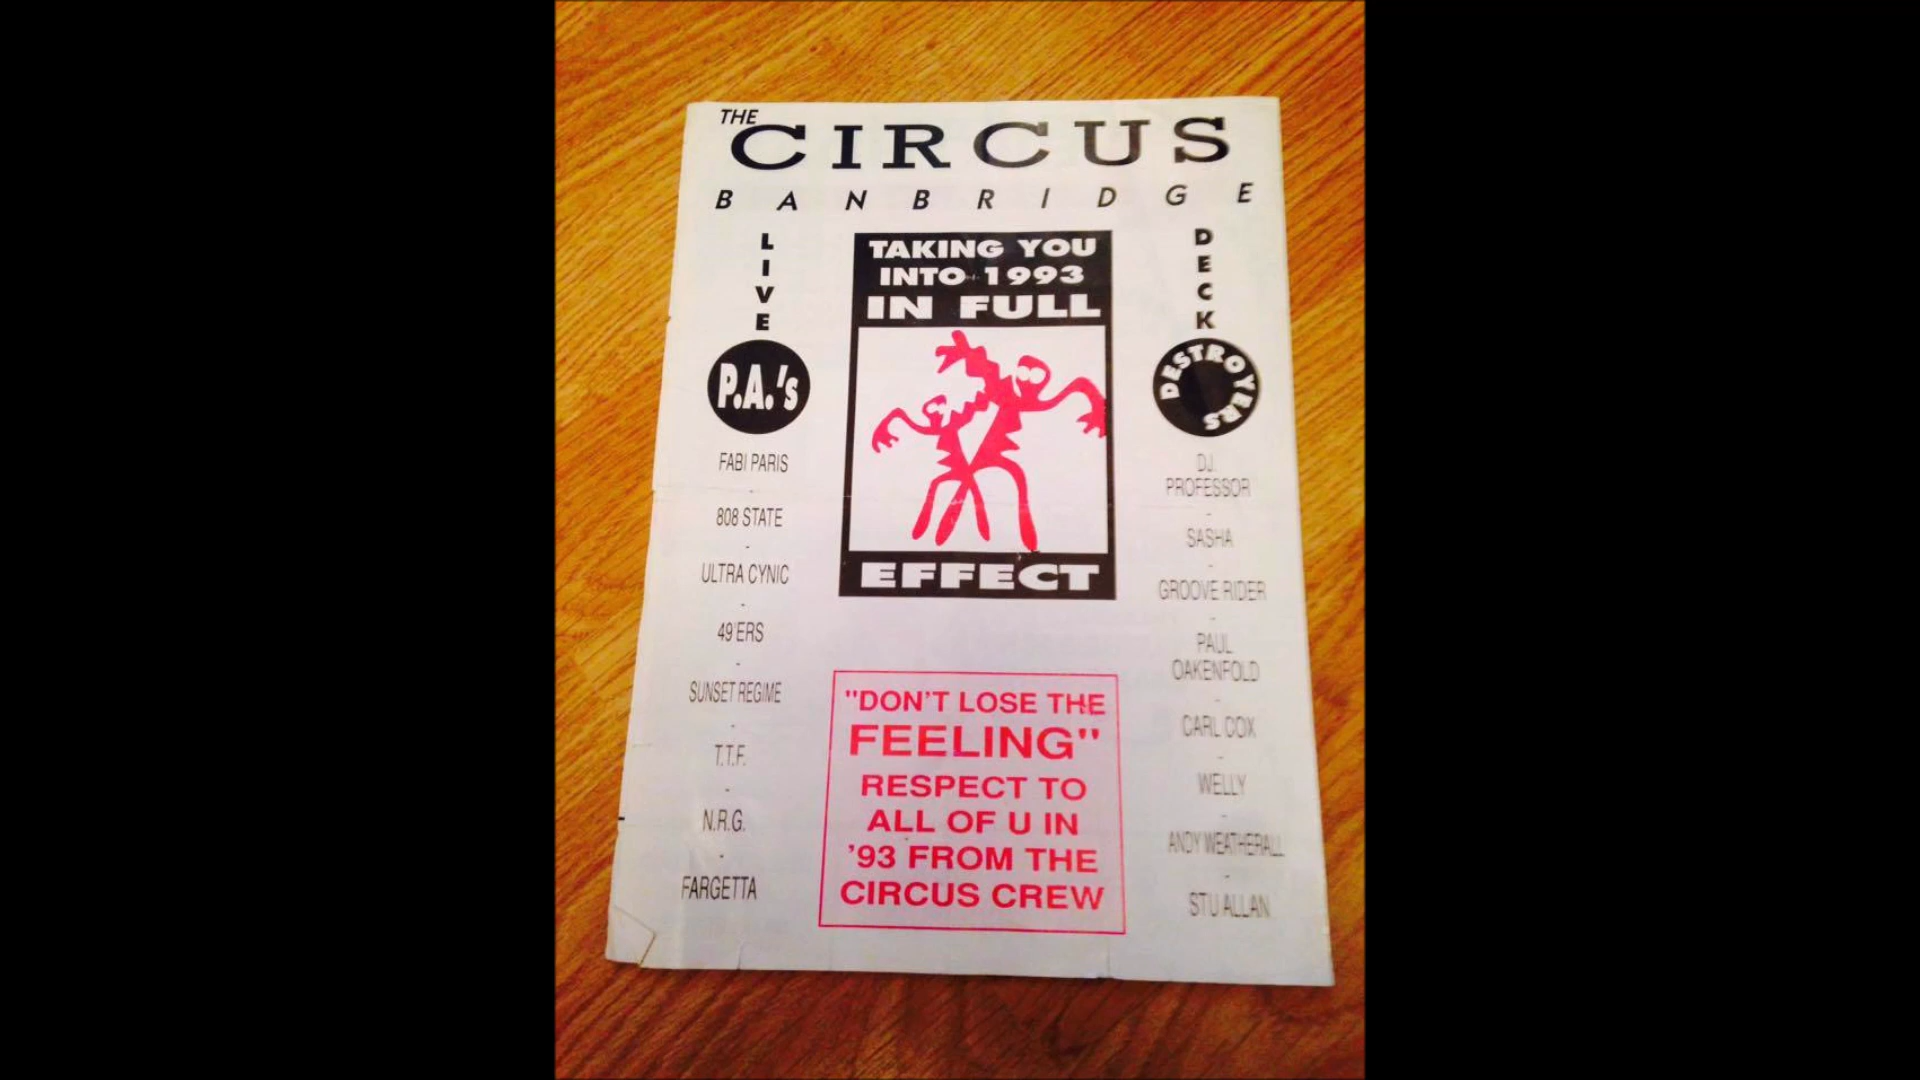 THE
CIRCUS
BANBRIDGE
LIVE
P.A.'s
FABI PARIS
-
808 STATE
-
ULTRA CYNIC
-
49'ERS
-
SUNSET REGIME
-
T.T.F.
-
N.R.G.
-
FARGETTA
TAKING YOU
INTO 1993
IN FULL
EFFECT
"DON'T LOSE THE
FEELING"
RESPECT TO
ALL OF U IN
'93 FROM THE
CIRCUS CREW
DECK
DESTROYERS
DJ.
PROFESSOR
-
SASHA
-
GROOVE RIDER
-
PAUL
OAKENFOLD
-
CARL COX
-
WELLY
-
ANDY WEATHERALL
-
STU ALLAN